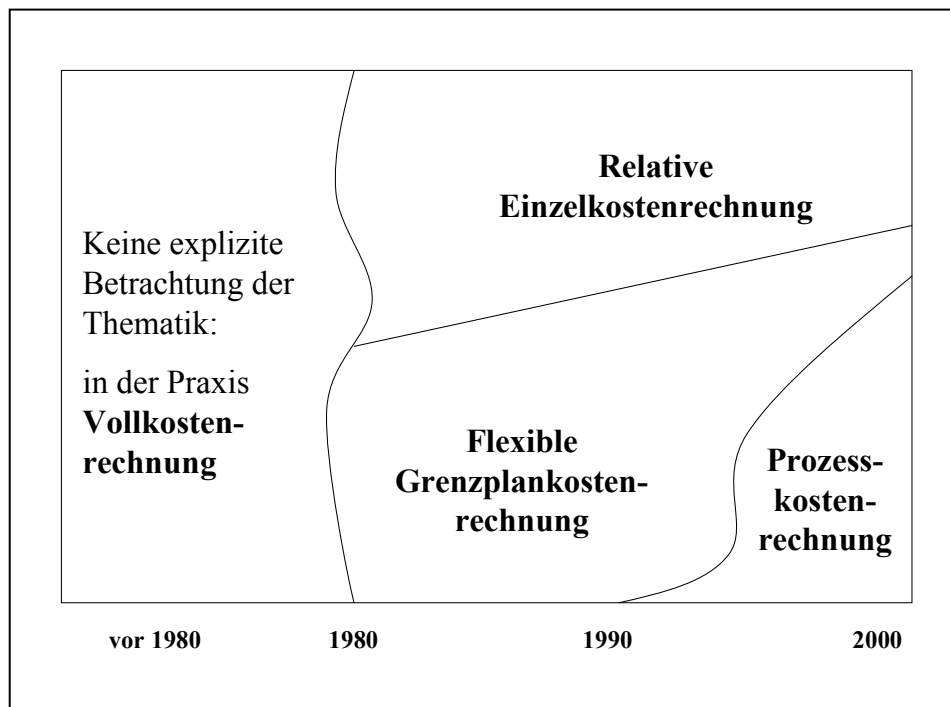 Keine explizite
Betrachtung der
Thematik:
in der Praxis
Vollkosten-
rechnung
Relative
Einzelkostenrechnung
Flexible
Grenzplankosten-
rechnung
Prozess-
kosten-
rechnung
vor 1980
1980
1990
2000